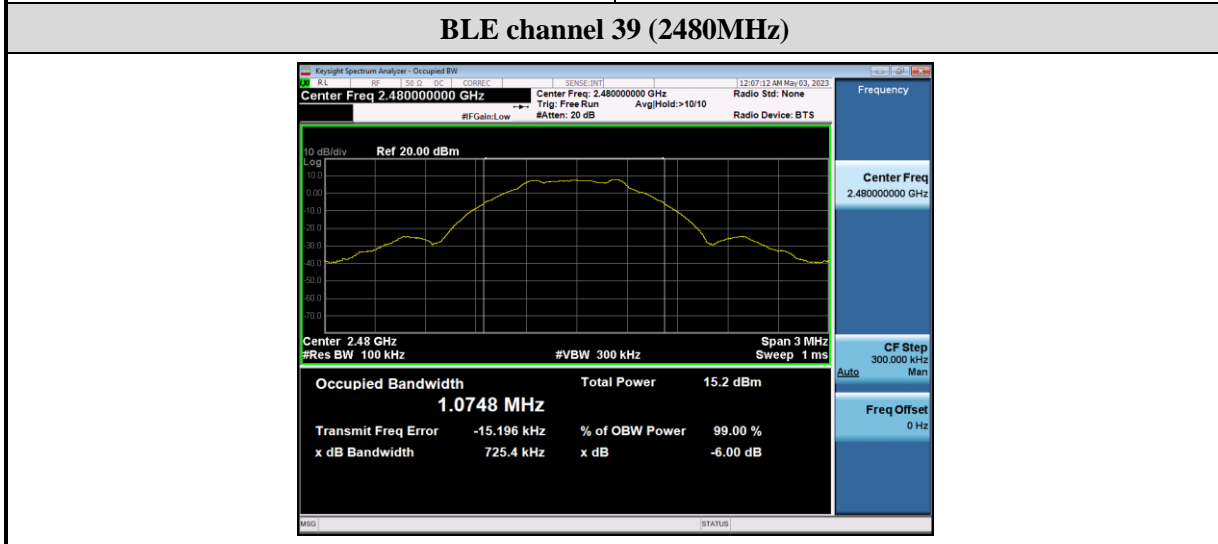 BLE channel 39 (2480MHz)
Keysight Spectrum Analyzer - Occupied BW
RL RF 50 Ω DC CORREC SENSE:INT 12:07:12 AM May 03, 2023
Center Freq 2.480000000 GHz
Center Freq: 2.480000000 GHz Radio Std: None
Trig: Free Run Avg|Hold:>10/10
#IFGain:Low #Atten: 20 dB Radio Device: BTS
Frequency
10 dB/div Ref 20.00 dBm
Log
10.0
0.00
-10.0
-20.0
-30.0
-40.0
-50.0
-60.0
-70.0
Center 2.48 GHz Span 3 MHz
#Res BW 100 kHz #VBW 300 kHz Sweep 1 ms
Occupied Bandwidth Total Power 15.2 dBm
1.0748 MHz
Transmit Freq Error -15.196 kHz % of OBW Power 99.00 %
x dB Bandwidth 725.4 kHz x dB -6.00 dB
Center Freq
2.480000000 GHz
CF Step
300.000 kHz
Auto Man
Freq Offset
0 Hz
MSG STATUS